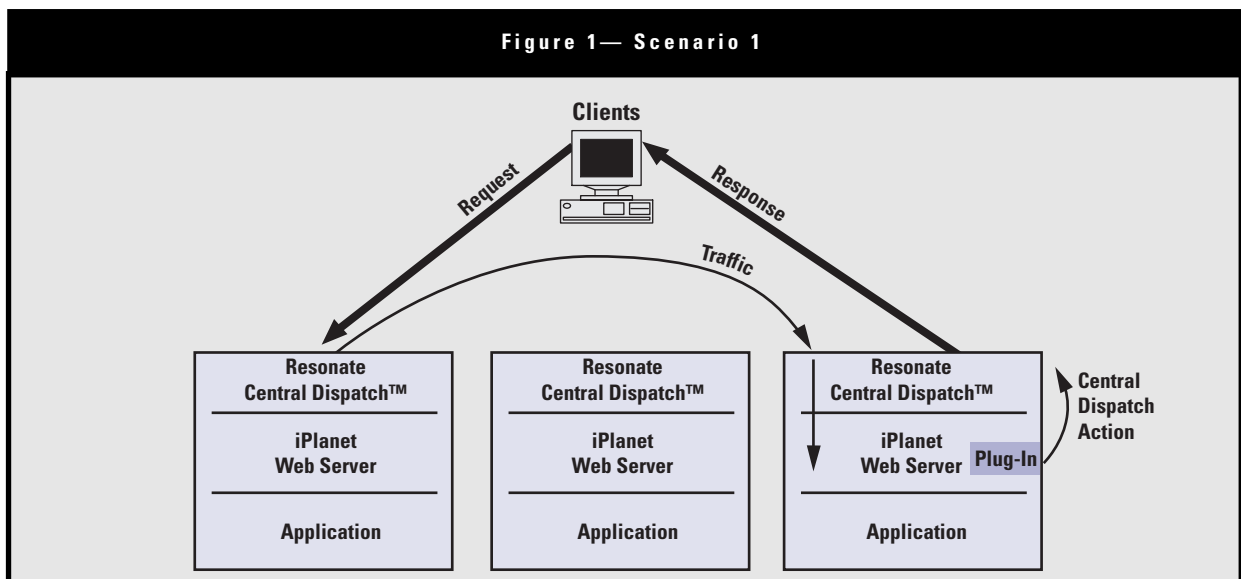 Figure 1— Scenario 1
Clients
Request
Response
Traffic
Resonate
Central Dispatch™
iPlanet
Web Server
Application
Resonate
Central Dispatch™
iPlanet
Web Server
Application
Resonate
Central Dispatch™
iPlanet
Web Server
Plug-In
Application
Central
Dispatch
Action